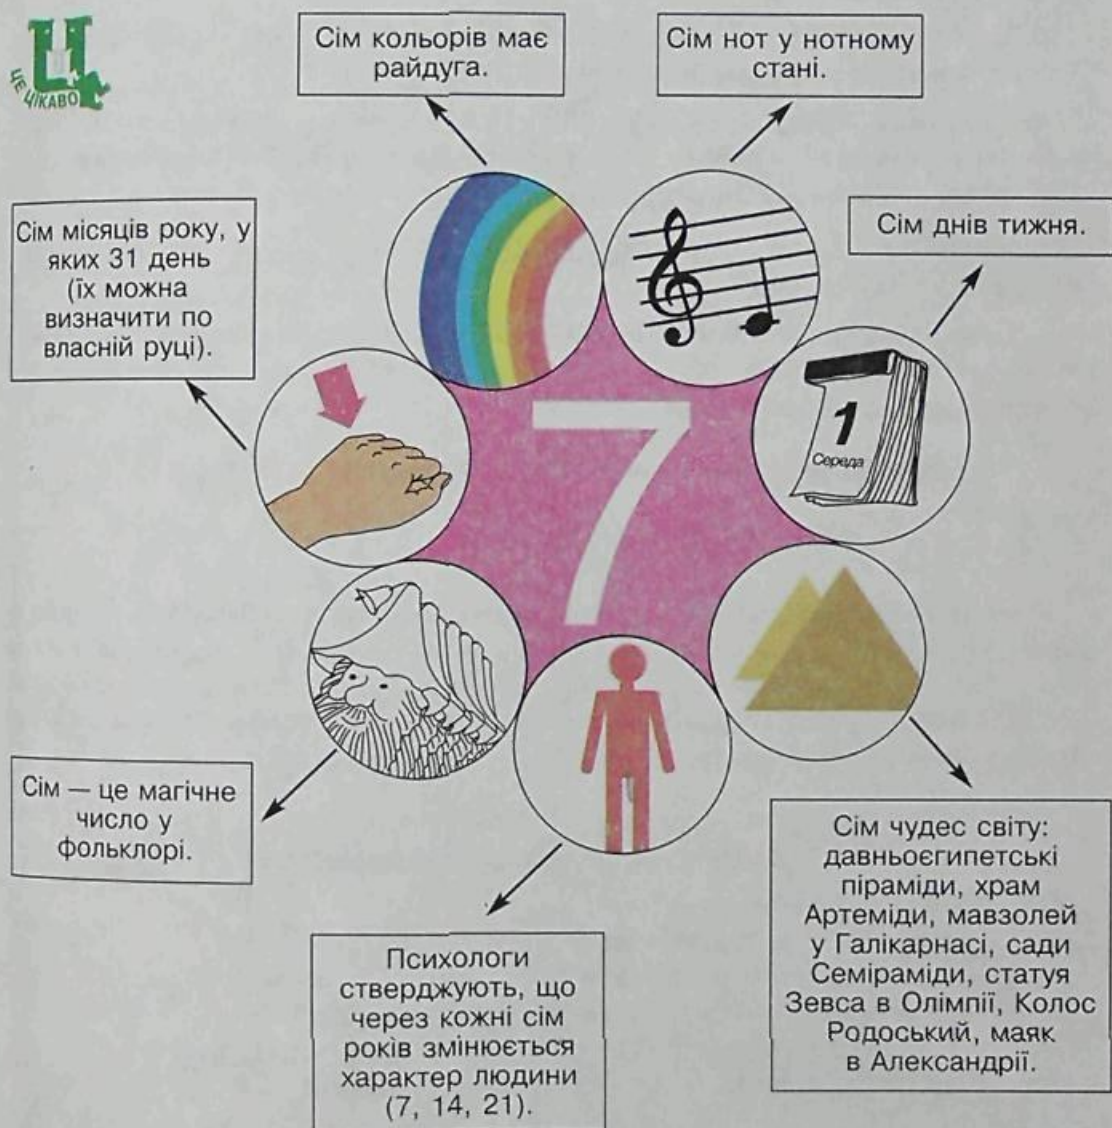 Ц
ЦЕ ЦІКАВО
Сім кольорів має
райдуга.
Сім нот у нотному
стані.
Сім місяців року, у
яких 31 день
(їх можна
визначити по
власній руці).
Сім днів тижня.
7
1
Середа
Сім — це магічне
число у
фольклорі.
Психологи
стверджують, що
через кожні сім
років змінюється
характер людини
(7, 14, 21).
Сім чудес світу:
давньоєгипетські
піраміди, храм
Артеміди, мавзолей
у Галікарнасі, сади
Семіраміди, статуя
Зевса в Олімпії, Колос
Родоський, маяк
в Александрії.